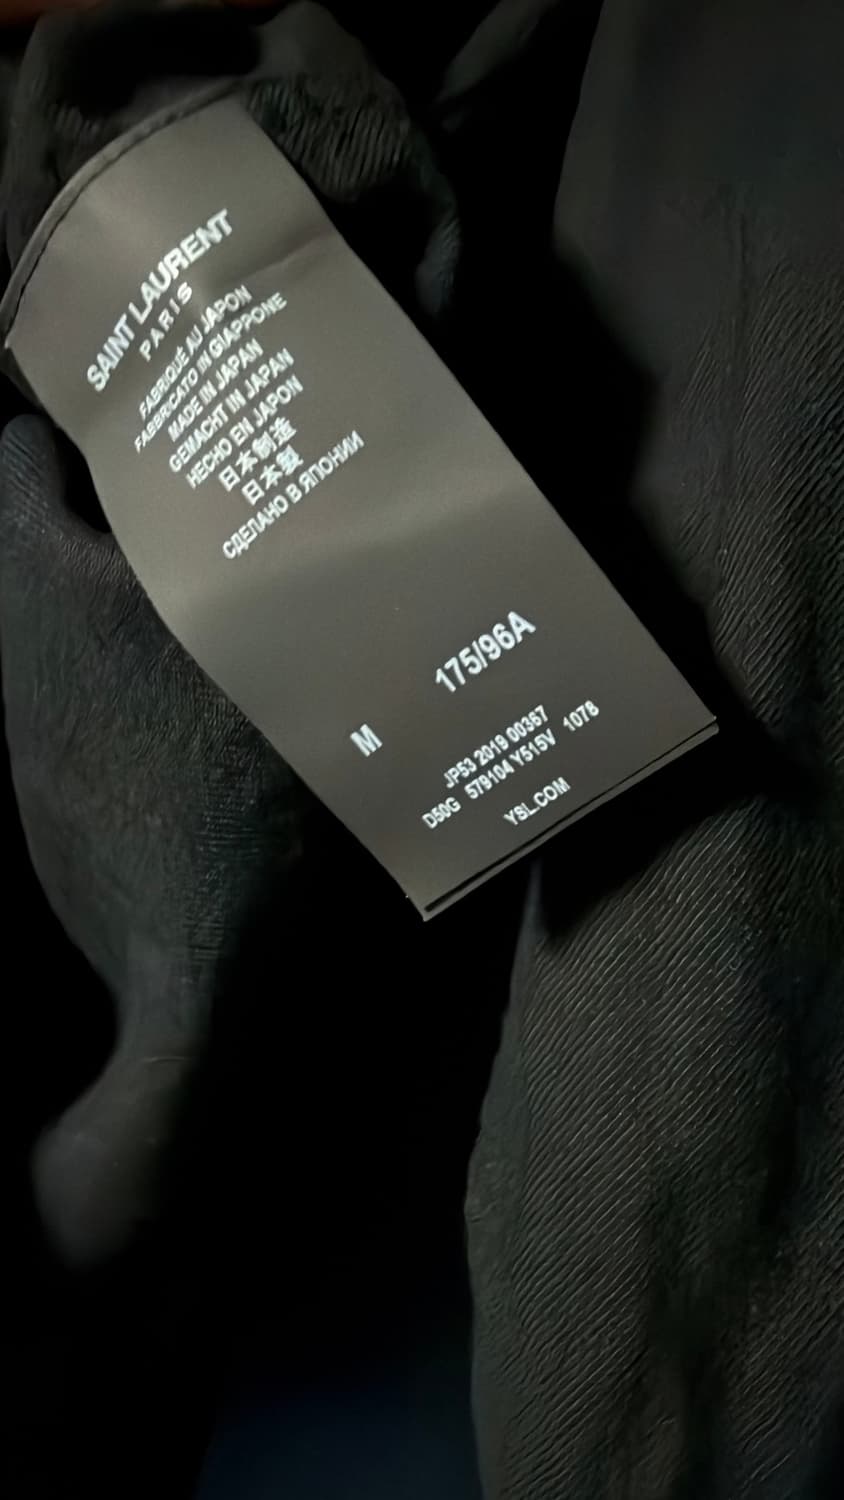 SAINT LAURENT
PARIS
FABRIQUÉ AU JAPON
FABBRICATO IN GIAPPONE
MADE IN JAPAN
GEMACHT IN JAPAN
HECHO EN JAPON
日本制造
日本製
СДЕЛАНО В ЯПОНИИ
M 175/96A
JP53 2019 00367
D50G 579104 Y515V 1078
YSL.COM